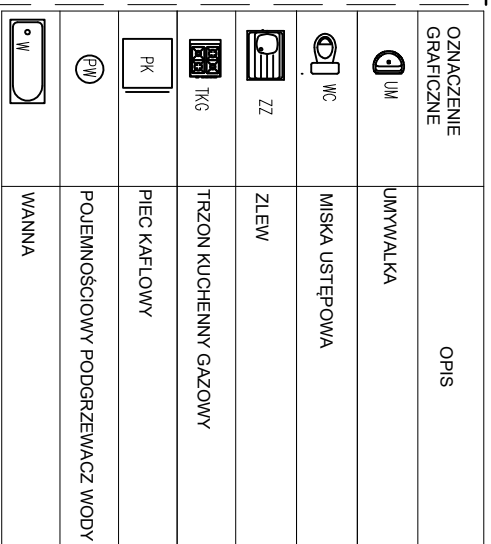 OZNACZENIE
GRAFICZNE
OPIS
UM
UMYWALKA
WC
MISKA USTĘPOWA
ZZ
ZLEW
TKG
TRZON KUCHENNY GAZOWY
PK
PIEC KAFLOWY
PW
POJEMNOŚCIOWY PODGRZEWACZ WODY
W
WANNA